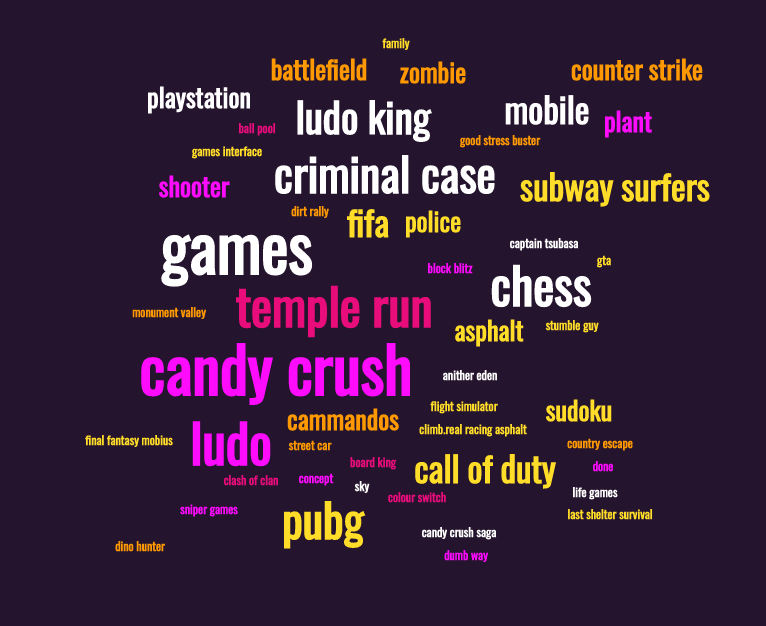 family
battlefield
zombie
counter strike
playstation
ludo king
mobile
plant
ball pool
good stress buster
games interface
criminal case
shooter
subway surfers
dirt rally
fifa
police
captain tsubasa
games
gta
block blitz
chess
monument valley
temple run
asphalt
stumble guy
candy crush
anither eden
flight simulator
sudoku
cammandos
climb.real racing asphalt
final fantasy mobius
ludo
street car
country escape
board king
call of duty
done
clash of clan
concept
sky
life games
colour switch
sniper games
pubg
last shelter survival
candy crush saga
dino hunter
dumb way